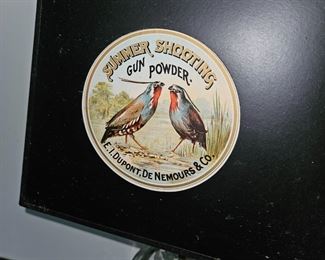 SUMMER SHOOTING
GUN POWDER.
E.I. DUPONT, DE NEMOURS & CO.